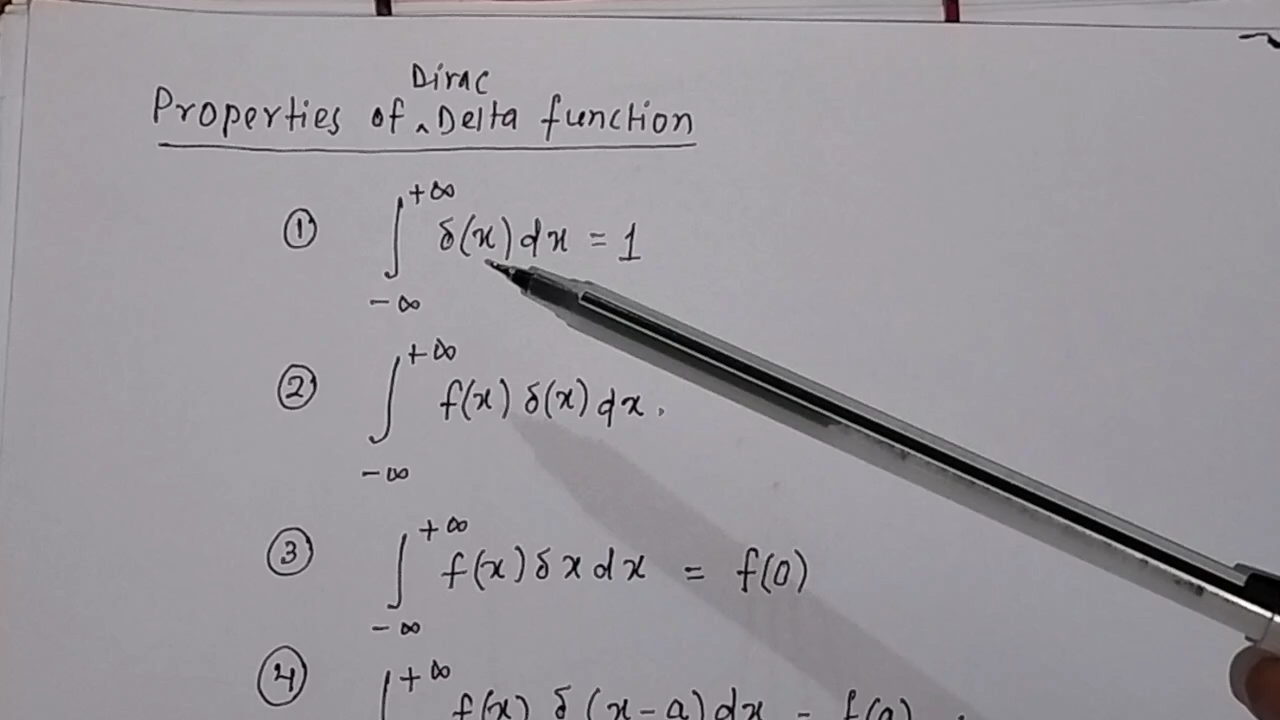 Dirac
Properties of ^ Delta function
① ∫_{-∞}^{+∞} δ(x) dx = 1
② ∫_{-∞}^{+∞} f(x) δ(x) dx.
③ ∫_{-∞}^{+∞} f(x) δ x dx = f(0)
④ ∫^{+∞} f(x) δ (x-a) dx = f(a)